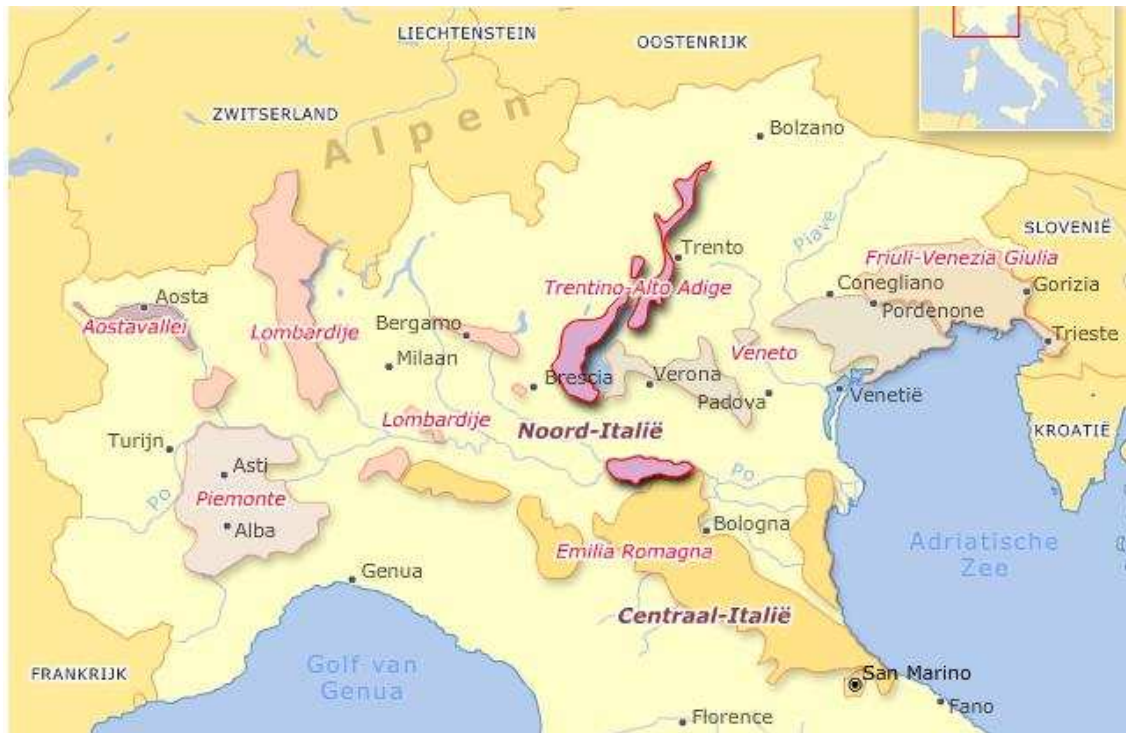 LIECHTENSTEIN
OOSTENRIJK
ZWITSERLAND
Alpen
Bolzano
SLOVENIË
Piave
Trento
Friuli-Venezia Giulia
Trentino-Alto Adige
Conegliano
Gorizia
Aosta
Pordenone
Aostavallei
Lombardije
Bergamo
Trieste
Milaan
Veneto
Brescia
Verona
Padova
Venetië
Lombardije
Noord-Italië
KROATIË
Turijn
Asti
Po
Po
Piemonte
Alba
Bologna
Emilia Romagna
Adriatische
Zee
Genua
Centraal-Italië
FRANKRIJK
Golf van
Genua
San Marino
Fano
Florence